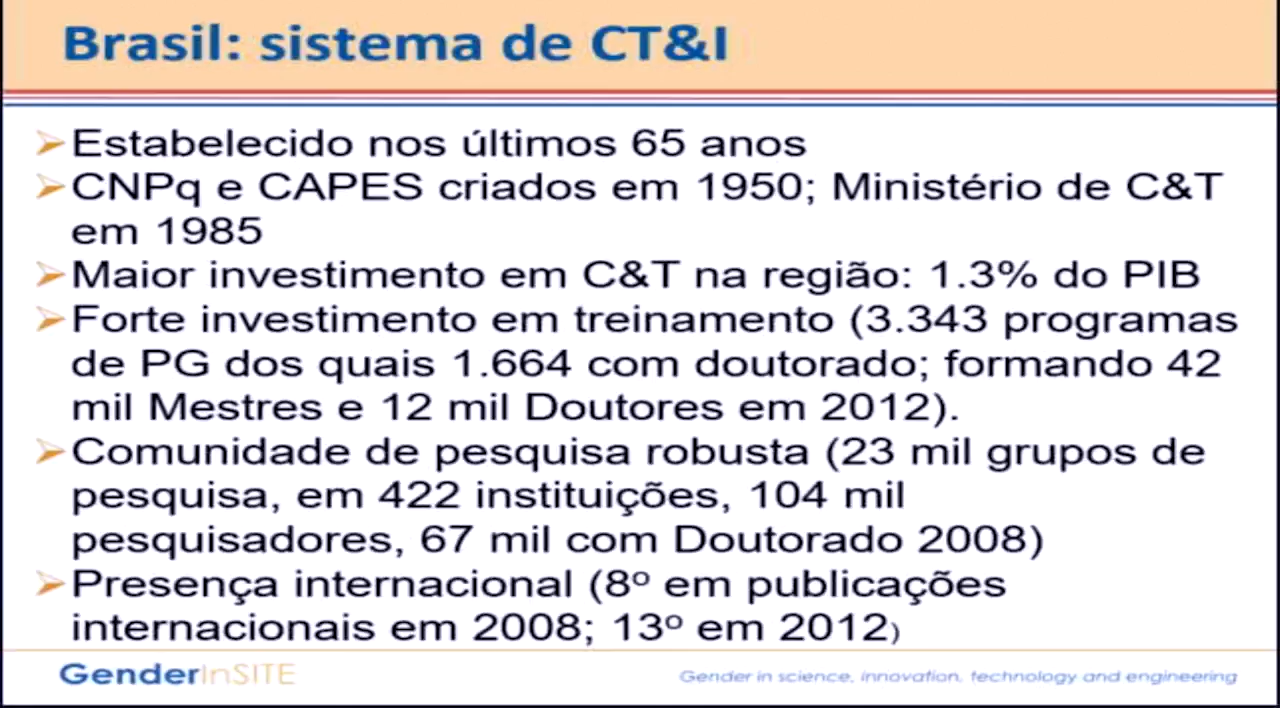 Brasil: sistema de CT&I
Estabelecido nos últimos 65 anos
CNPq e CAPES criados em 1950; Ministério de C&T
em 1985
Maior investimento em C&T na região: 1.3% do PIB
Forte investimento em treinamento (3.343 programas
de PG dos quais 1.664 com doutorado; formando 42
mil Mestres e 12 mil Doutores em 2012).
Comunidade de pesquisa robusta (23 mil grupos de
pesquisa, em 422 instituições, 104 mil
pesquisadores, 67 mil com Doutorado 2008)
Presença internacional (8º em publicações
internacionais em 2008; 13º em 2012)
GenderInSITE
Gender in science, innovation, technology and engineering